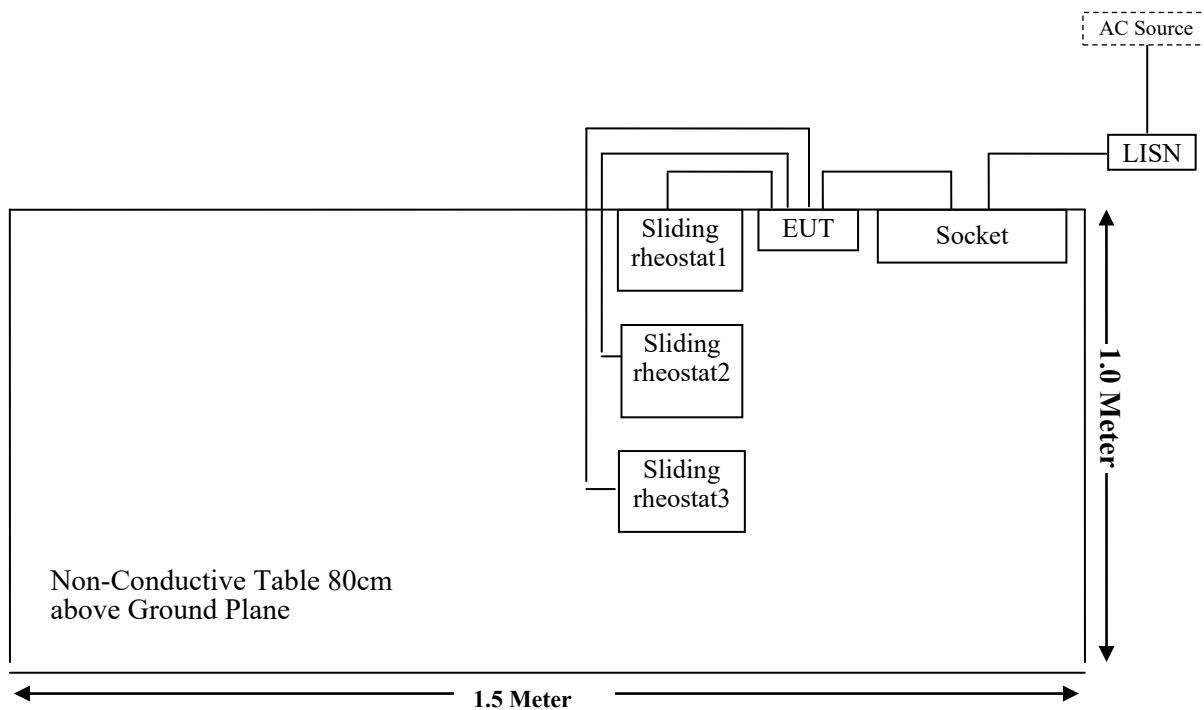 AC Source
LISN
Sliding
rheostat1
EUT
Socket
Sliding
rheostat2
1.0 Meter
Sliding
rheostat3
Non-Conductive Table 80cm
above Ground Plane
1.5 Meter